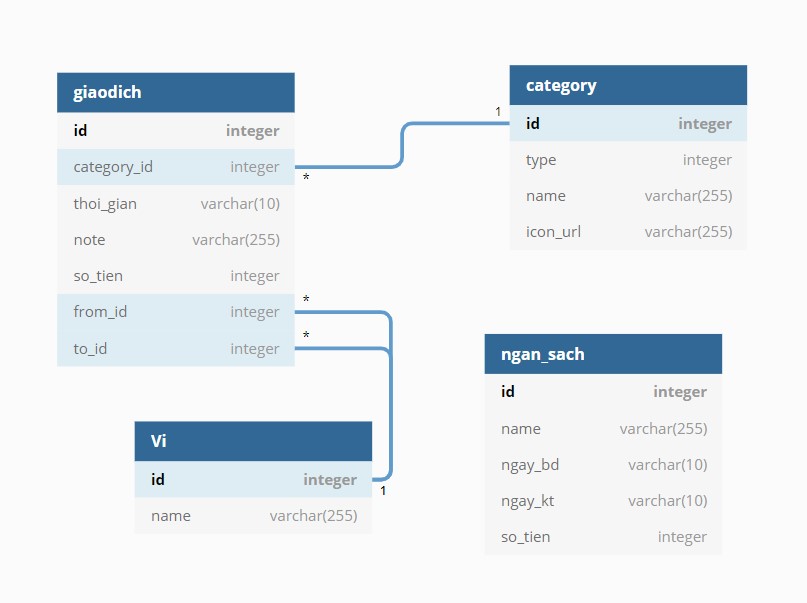 giaodich
id integer
category_id integer
*
thoi_gian varchar(10)
note varchar(255)
so_tien integer
*
from_id integer
*
to_id integer
category
1
id integer
type integer
name varchar(255)
icon_url varchar(255)
Vi
id integer
1
name varchar(255)
ngan_sach
id integer
name varchar(255)
ngay_bd varchar(10)
ngay_kt varchar(10)
so_tien integer